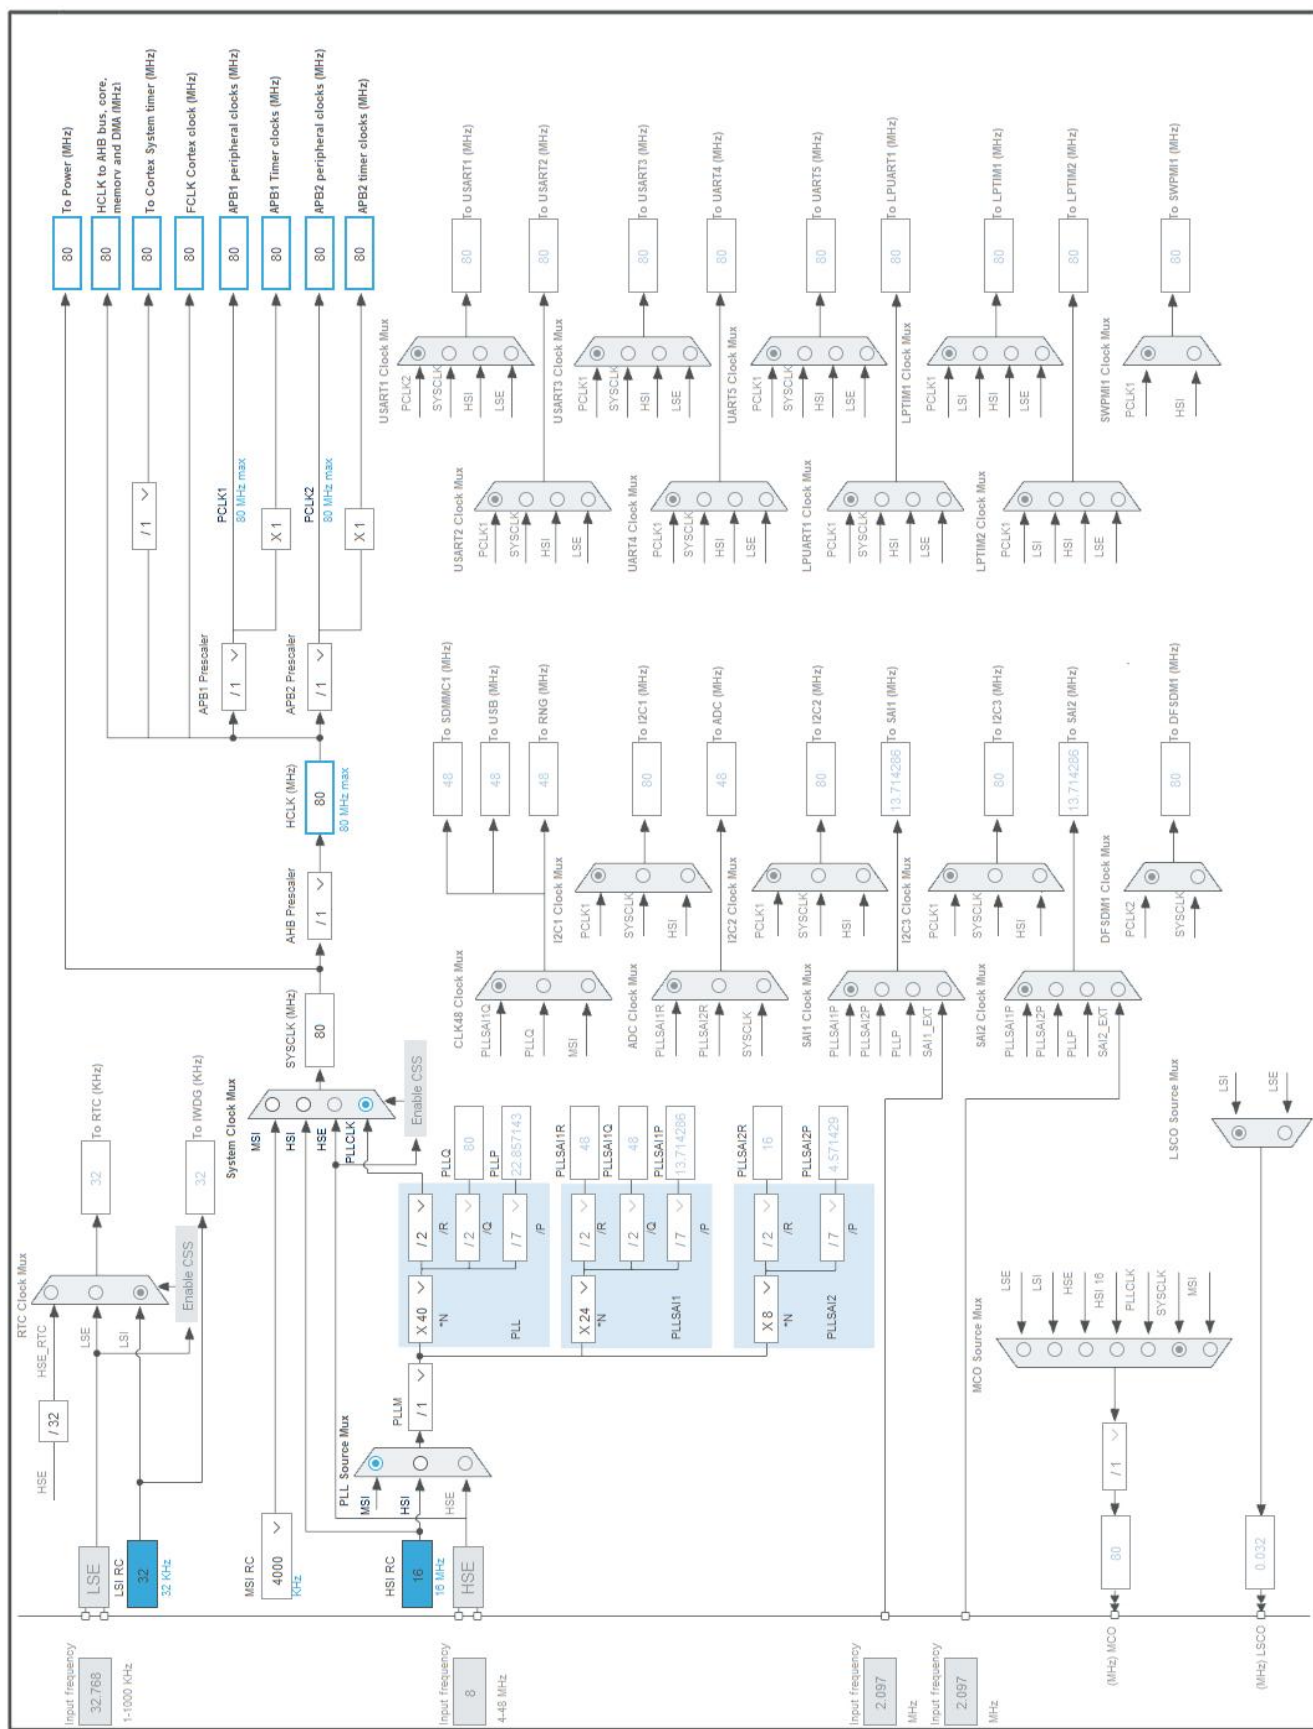 Input frequency
32.768
1-1000 KHz
LSE
LSI RC
32
32 KHz
HSE
/ 32
HSE_RTC
LSE
LSI
RTC Clock Mux
Enable CSS
32
To RTC (KHz)
32
To IWDG (KHz)
MSI RC
4000
KHz
HSI RC
16
16 MHz
Input frequency
8
4-48 MHz
HSE
PLL Source Mux
MSI
HSI
HSE
PLLM
/ 1
System Clock Mux
MSI
HSI
HSE
PLLCLK
Enable CSS
X 40
*N
/ 2
/R
/ 2
/Q
/ 7
/P
PLL
PLLQ
80
PLLP
22.857143
X 24
*N
/ 2
/R
/ 2
/Q
/ 7
/P
PLLSAI1
PLLSAI1R
48
PLLSAI1Q
48
PLLSAI1P
13.714286
X 8
*N
/ 2
/R
/ 7
/P
PLLSAI2
PLLSAI2R
16
PLLSAI2P
4.571429
SYSCLK (MHz)
80
AHB Prescaler
/ 1
HCLK (MHz)
80
80 MHz max
APB1 Prescaler
/ 1
APB2 Prescaler
/ 1
/ 1
PCLK1
80 MHz max
X 1
PCLK2
80 MHz max
X 1
80
To Power (MHz)
80
HCLK to AHB bus, core,
memory and DMA (MHz)
80
To Cortex System timer (MHz)
80
FCLK Cortex clock (MHz)
80
APB1 peripheral clocks (MHz)
80
APB1 Timer clocks (MHz)
80
APB2 peripheral clocks (MHz)
80
APB2 timer clocks (MHz)
CLK48 Clock Mux
PLLSAI1Q
PLLQ
MSI
48
To SDMMC1 (MHz)
48
To USB (MHz)
48
To RNG (MHz)
I2C1 Clock Mux
PCLK1
SYSCLK
HSI
80
To I2C1 (MHz)
ADC Clock Mux
PLLSAI1R
PLLSAI2R
SYSCLK
48
To ADC (MHz)
I2C2 Clock Mux
PCLK1
SYSCLK
HSI
80
To I2C2 (MHz)
SAI1 Clock Mux
PLLSAI1P
PLLSAI2P
PLLP
SAI1_EXT
13.714286
To SAI1 (MHz)
I2C3 Clock Mux
PCLK1
SYSCLK
HSI
80
To I2C3 (MHz)
SAI2 Clock Mux
PLLSAI1P
PLLSAI2P
PLLP
SAI2_EXT
13.714286
To SAI2 (MHz)
DFSDM1 Clock Mux
PCLK2
SYSCLK
80
To DFSDM1 (MHz)
USART1 Clock Mux
PCLK2
SYSCLK
HSI
LSE
80
To USART1 (MHz)
USART2 Clock Mux
PCLK1
SYSCLK
HSI
LSE
80
To USART2 (MHz)
USART3 Clock Mux
PCLK1
SYSCLK
HSI
LSE
80
To USART3 (MHz)
UART4 Clock Mux
PCLK1
SYSCLK
HSI
LSE
80
To UART4 (MHz)
UART5 Clock Mux
PCLK1
SYSCLK
HSI
LSE
80
To UART5 (MHz)
LPUART1 Clock Mux
PCLK1
SYSCLK
HSI
LSE
80
To LPUART1 (MHz)
LPTIM1 Clock Mux
PCLK1
LSI
HSI
LSE
80
To LPTIM1 (MHz)
LPTIM2 Clock Mux
PCLK1
LSI
HSI
LSE
80
To LPTIM2 (MHz)
SWPMI1 Clock Mux
PCLK1
HSI
80
To SWPMI1 (MHz)
Input frequency
2.097
MHz
Input frequency
2.097
MHz
MCO Source Mux
LSE
LSI
HSE
HSI 16
PLLCLK
SYSCLK
MSI
/ 1
80
(MHz) MCO
LSCO Source Mux
LSI
LSE
0.032
(MHz) LSCO